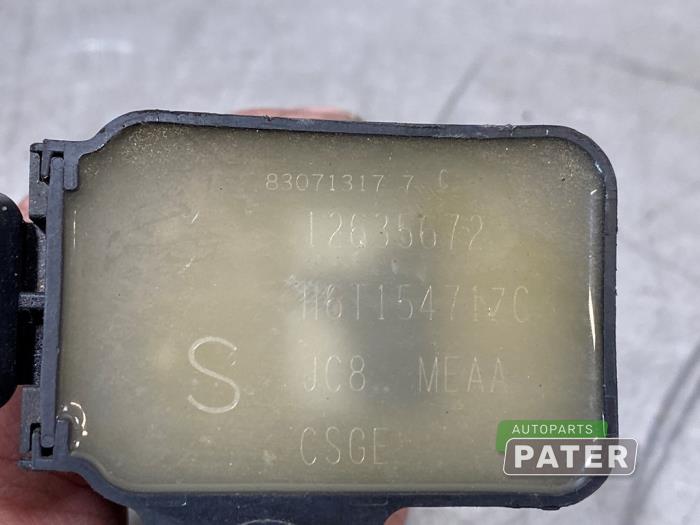 83071317 7 C
12635672
H6T15471ZC
S
JC8 MEAA
CSGE
AUTOPARTS
PATER